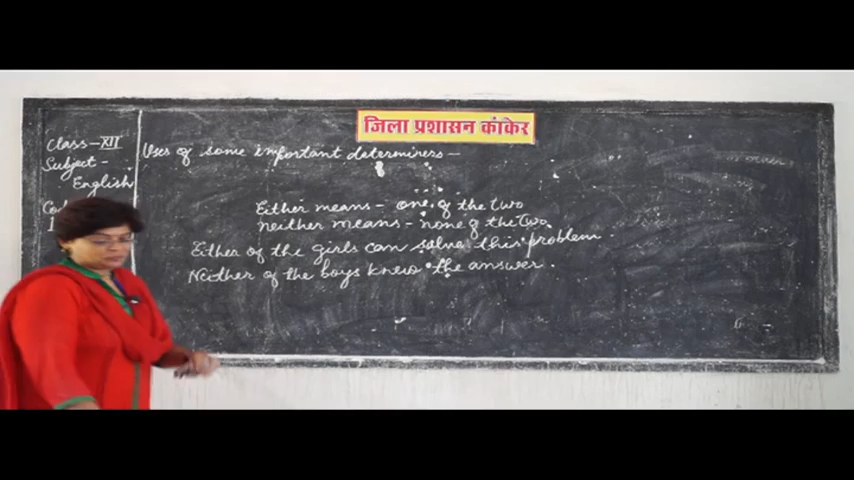 जिला प्रशासन कांकेर
Class - XII
Subject -
English
Uses of some important determiners -
Either means - one of the two
neither means - none of the two
Either of the girls can solve this problem.
Neither of the boys knew the answer.